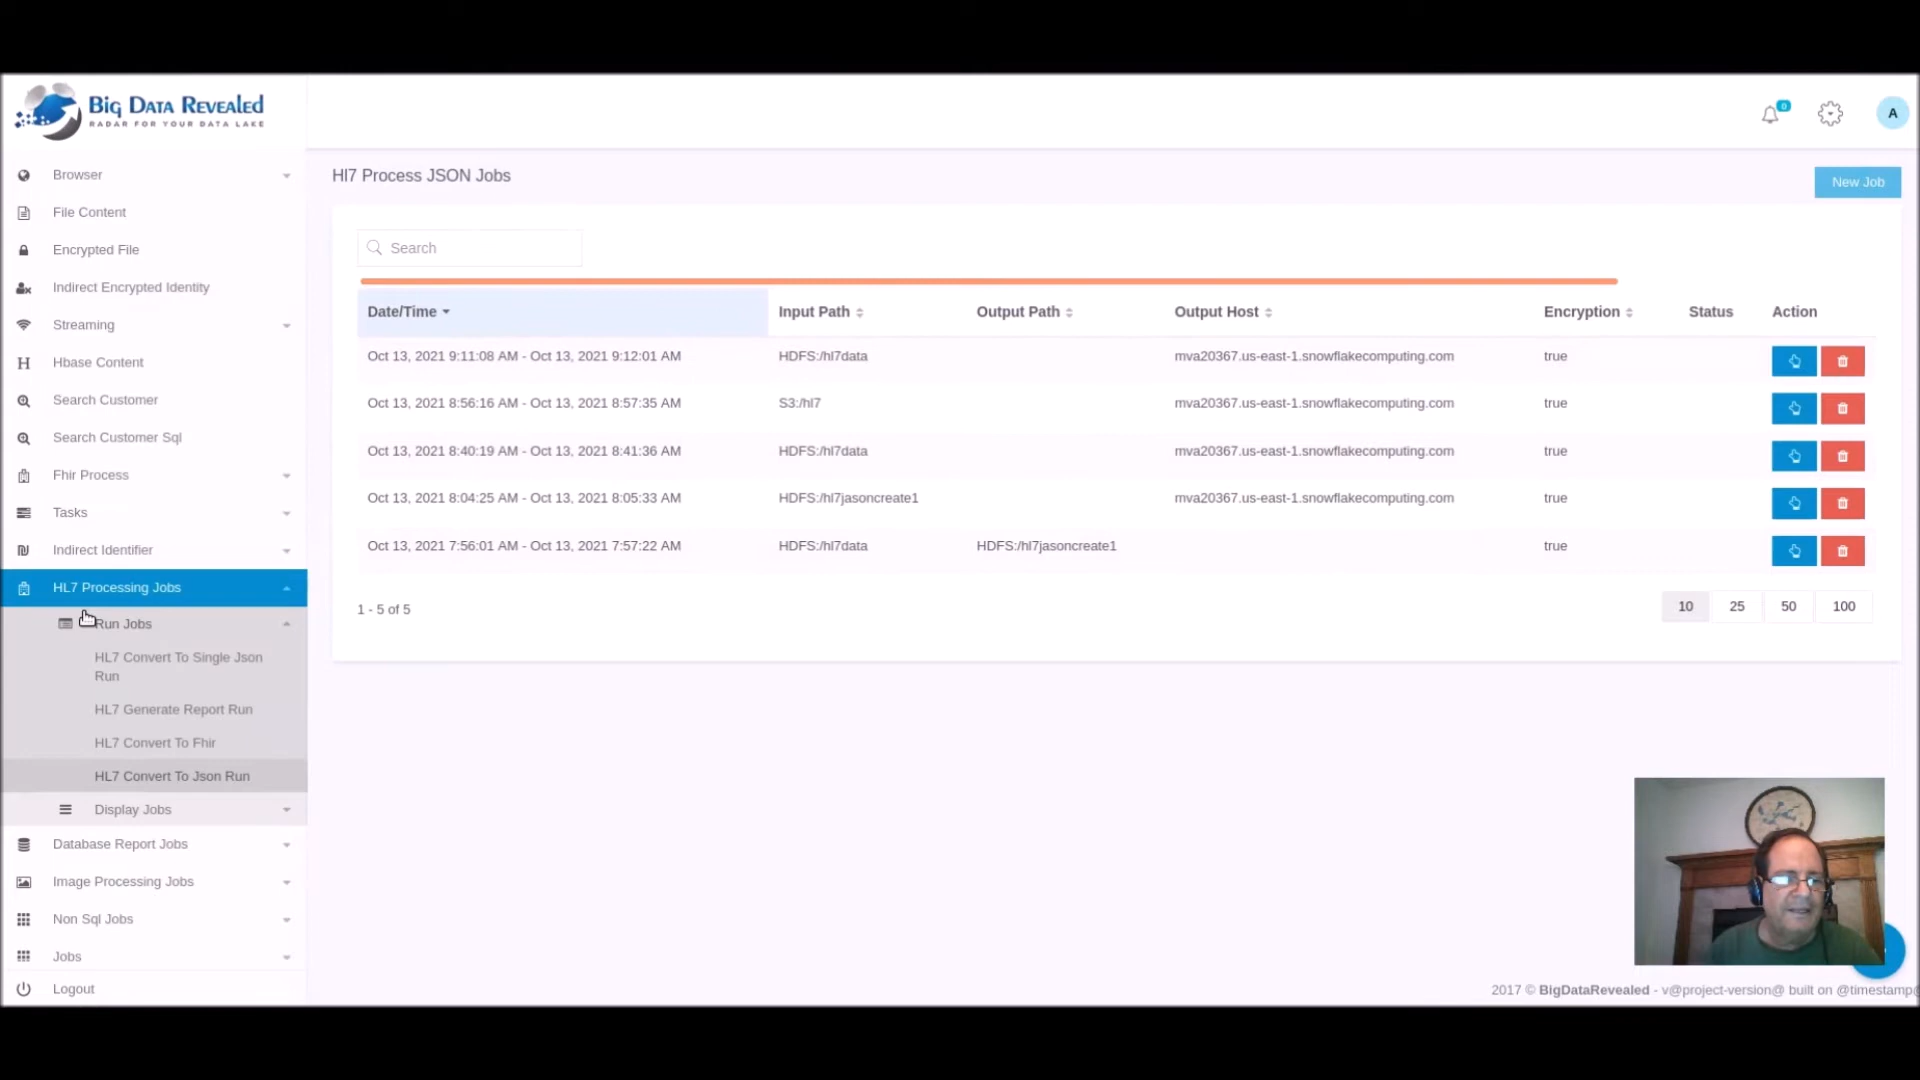 BIG DATA REVEALED
RADAR FOR YOUR DATA LAKE
0
A
Browser
File Content
Encrypted File
Indirect Encrypted Identity
Streaming
Hbase Content
Search Customer
Search Customer Sql
Fhir Process
Tasks
Indirect Identifier
HL7 Processing Jobs
Run Jobs
HL7 Convert To Single Json
Run
HL7 Generate Report Run
HL7 Convert To Fhir
HL7 Convert To Json Run
Display Jobs
Database Report Jobs
Image Processing Jobs
Non Sql Jobs
Jobs
Logout
Hl7 Process JSON Jobs
New Job
Search
Date/Time Input Path Output Path Output Host Encryption Status Action
Oct 13, 2021 9:11:08 AM - Oct 13, 2021 9:12:01 AM HDFS:/hl7data mva20367.us-east-1.snowflakecomputing.com true
Oct 13, 2021 8:56:16 AM - Oct 13, 2021 8:57:35 AM S3:/hl7 mva20367.us-east-1.snowflakecomputing.com true
Oct 13, 2021 8:40:19 AM - Oct 13, 2021 8:41:36 AM HDFS:/hl7data mva20367.us-east-1.snowflakecomputing.com true
Oct 13, 2021 8:04:25 AM - Oct 13, 2021 8:05:33 AM HDFS:/hl7jasoncreate1 mva20367.us-east-1.snowflakecomputing.com true
Oct 13, 2021 7:56:01 AM - Oct 13, 2021 7:57:22 AM HDFS:/hl7data HDFS:/hl7jasoncreate1 true
1 - 5 of 5
10 25 50 100
2017 © BigDataRevealed - v@project-version@ built on @timestamp@